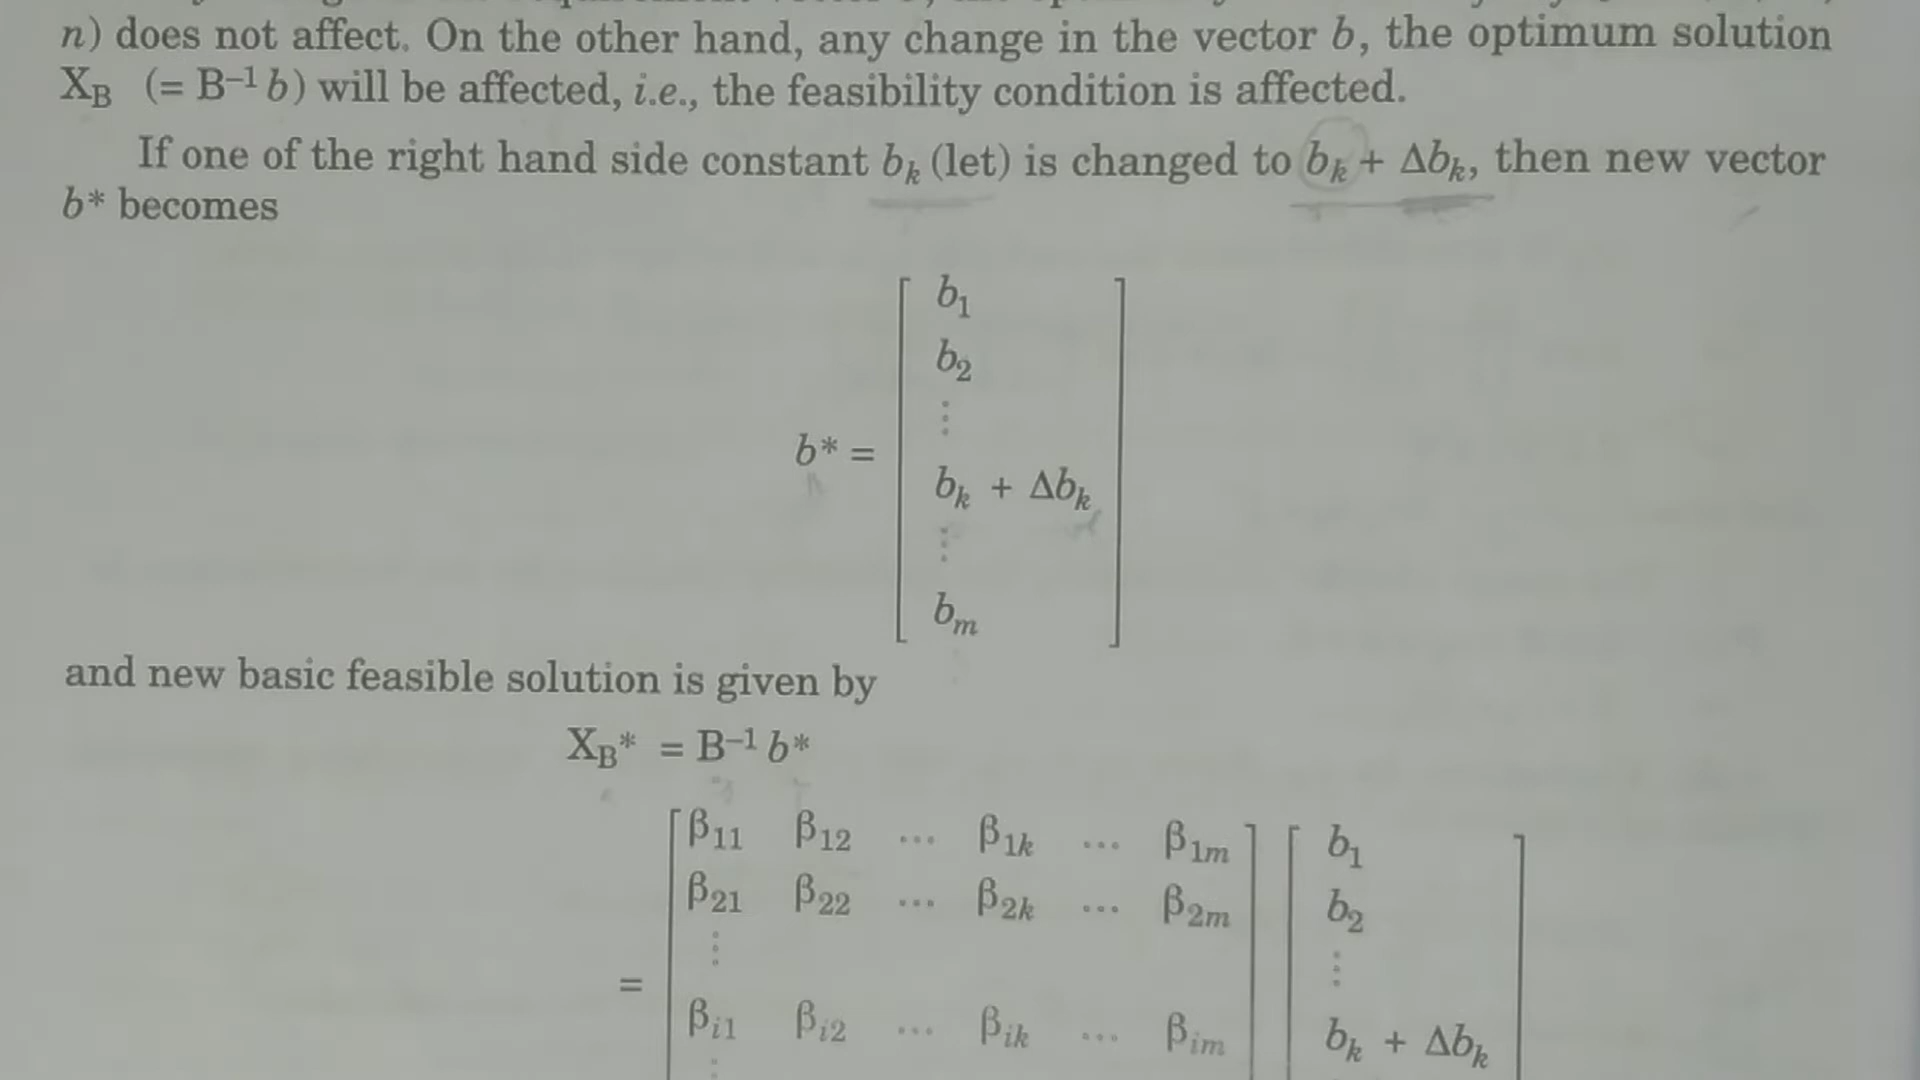 n) does not affect. On the other hand, any change in the vector b, the optimum solution
X_B (= B⁻¹ b) will be affected, i.e., the feasibility condition is affected.
If one of the right hand side constant b_k (let) is changed to b_k + Δb_k, then new vector
b* becomes
b_1
b_2
⋮
b* =
b_k + Δb_k
⋮
b_m
and new basic feasible solution is given by
X_B* = B⁻¹ b*
β_11 β_12 ... β_1k ... β_1m b_1
β_21 β_22 ... β_2k ... β_2m b_2
⋮ ⋮
=
β_i1 β_i2 ... β_ik ... β_im b_k + Δb_k